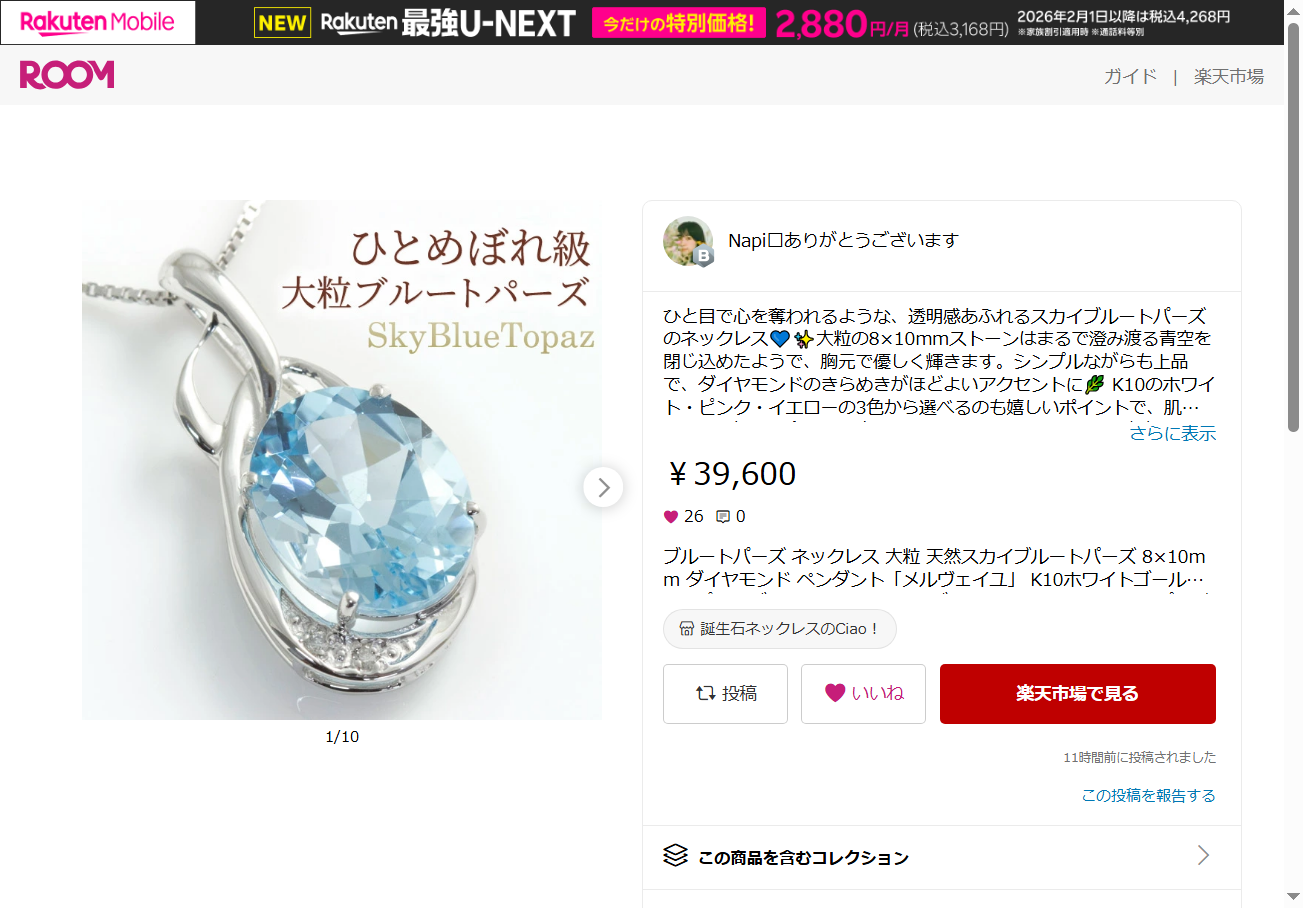 Rakuten Mobile
NEW Rakuten 最強U-NEXT 今だけの特別価格! 2,880円/月(税込3,168円) 2026年2月1日以降は税込4,268円
※家族割引適用時 ※通話料等別
ROOM
ガイド | 楽天市場
ひとめぼれ級
大粒ブルートパーズ
SkyBlueTopaz
1/10
B
Napi□ありがとうございます
ひと目で心を奪われるような、透明感あふれるスカイブルートパーズ
のネックレス💙✨大粒の8×10mmストーンはまるで澄み渡る青空を
閉じ込めたようで、胸元で優しく輝きます。シンプルながらも上品
で、ダイヤモンドのきらめきがほどよいアクセントに🌿 K10のホワイ
ト・ピンク・イエローの3色から選べるのも嬉しいポイントで、肌…
さらに表示
￥39,600
26 0
ブルートパーズ ネックレス 大粒 天然スカイブルートパーズ 8×10m
m ダイヤモンド ペンダント「メルヴェイユ」 K10ホワイトゴール…
誕生石ネックレスのCiao！
投稿
いいね
楽天市場で見る
11時間前に投稿されました
この投稿を報告する
この商品を含むコレクション